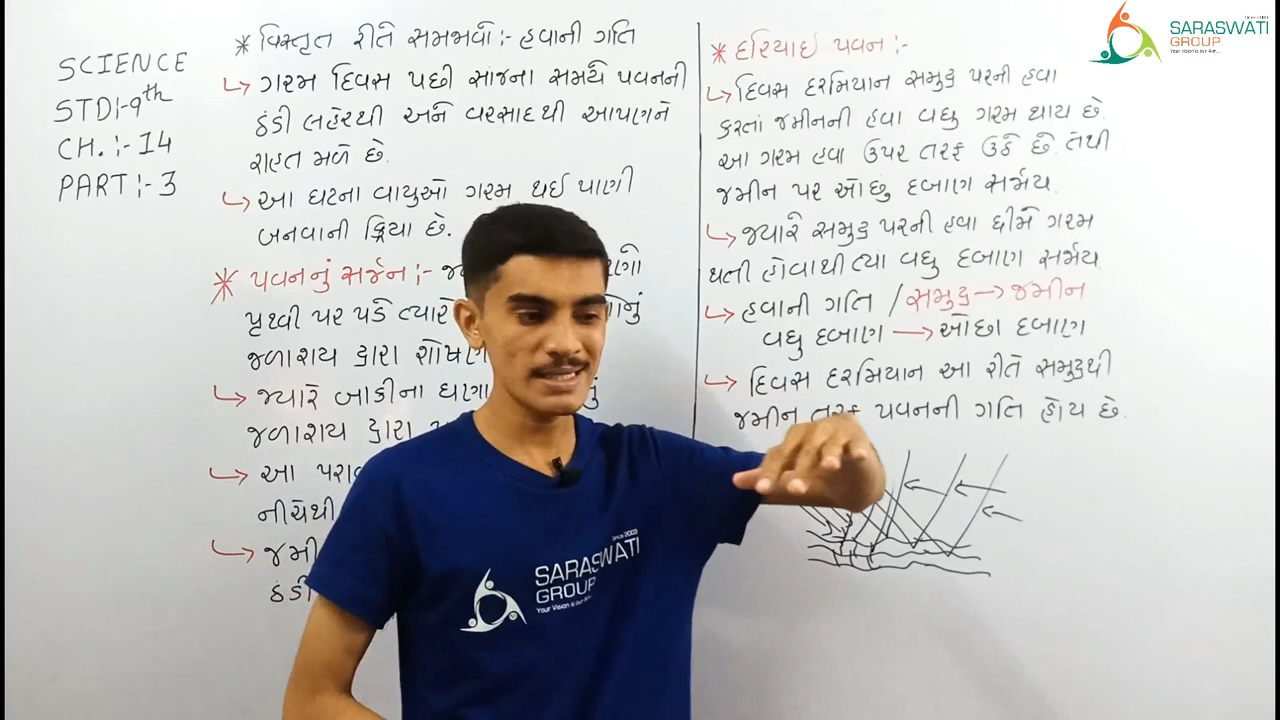 SCIENCE
STD:-9th
CH. :- 14
PART :- 3
* વિસ્તૃત રીતે સમજાવો :- હવાની ગતિ
↳ ગરમ દિવસ પછી સાંજના સમયે પવનની
ઠંડી લહેરથી અને વરસાદથી આપણને
રાહત મળે છે.
↳ આ ઘટના વાયુઓ ગરમ થઈ પાણી
બનવાની ક્રિયા છે.
* પવનનું સર્જન :-
પૃથ્વી પર પડે ત્યારે
જળાશય દ્વારા શોષણ
↳ જ્યારે બાકીના ઘણા
જળાશય દ્વારા
↳ આ
નીચેથી
↳
ઠંડી
* દરિયાઈ પવન :-
↳ દિવસ દરમિયાન સમુદ્ર પરની હવા
કરતાં જમીનની હવા વધુ ગરમ થાય છે.
આ ગરમ હવા ઉપર તરફ ઉઠે છે. તેથી
જમીન પર ઓછું દબાણ સર્જાય.
↳ જ્યારે સમુદ્ર પરની હવા ધીમે ગરમ
થતી હોવાથી ત્યાં વધુ દબાણ સર્જાય.
↳ હવાની ગતિ / સમુદ્ર → જમીન
વધુ દબાણ → ઓછા દબાણ
↳ દિવસ દરમિયાન આ રીતે સમુદ્રથી
જમીન તરફ પવનની ગતિ હોય છે.
SARASWATI
GROUP
Since 2003
SARASWATI
GROUP